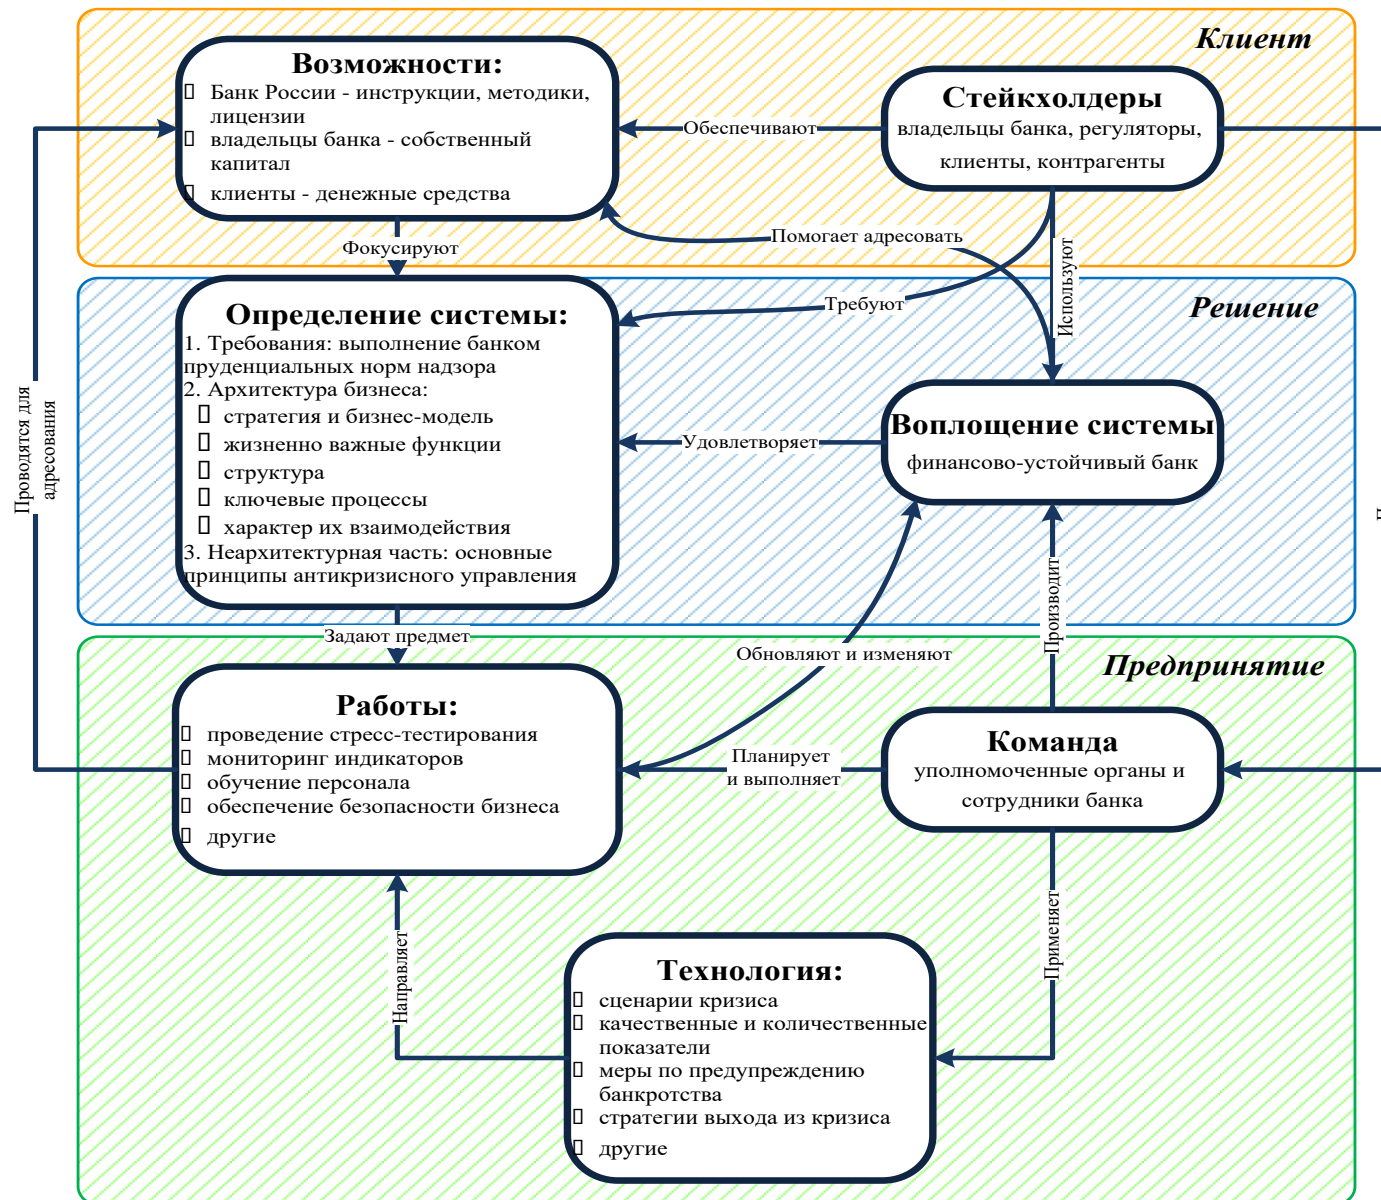 Клиент
Возможности:
Банк России - инструкции, методики,
лицензии
владельцы банка - собственный
капитал
клиенты - денежные средства
Обеспечивают
Стейкхолдеры
владельцы банка, регуляторы,
клиенты, контрагенты
Фокусируют
Помогает адресовать
Решение
Определение системы:
1. Требования: выполнение банком
пруденциальных норм надзора
2. Архитектура бизнеса:
стратегия и бизнес-модель
жизненно важные функции
структура
ключевые процессы
характер их взаимодействия
3. Неархитектурная часть: основные
принципы антикризисного управления
Требуют
Используют
Удовлетворяет
Воплощение системы
финансово-устойчивый банк
Проводятся для
адресования
Задают предмет
Обновляют и изменяют
Производит
Предприятие
Работы:
проведение стресс-тестирования
мониторинг индикаторов
обучение персонала
обеспечение безопасности бизнеса
другие
Планирует
и выполняет
Команда
уполномоченные органы и
сотрудники банка
Направляет
Применяет
Технология:
сценарии кризиса
качественные и количественные
показатели
меры по предупреждению
банкротства
стратегии выхода из кризиса
другие